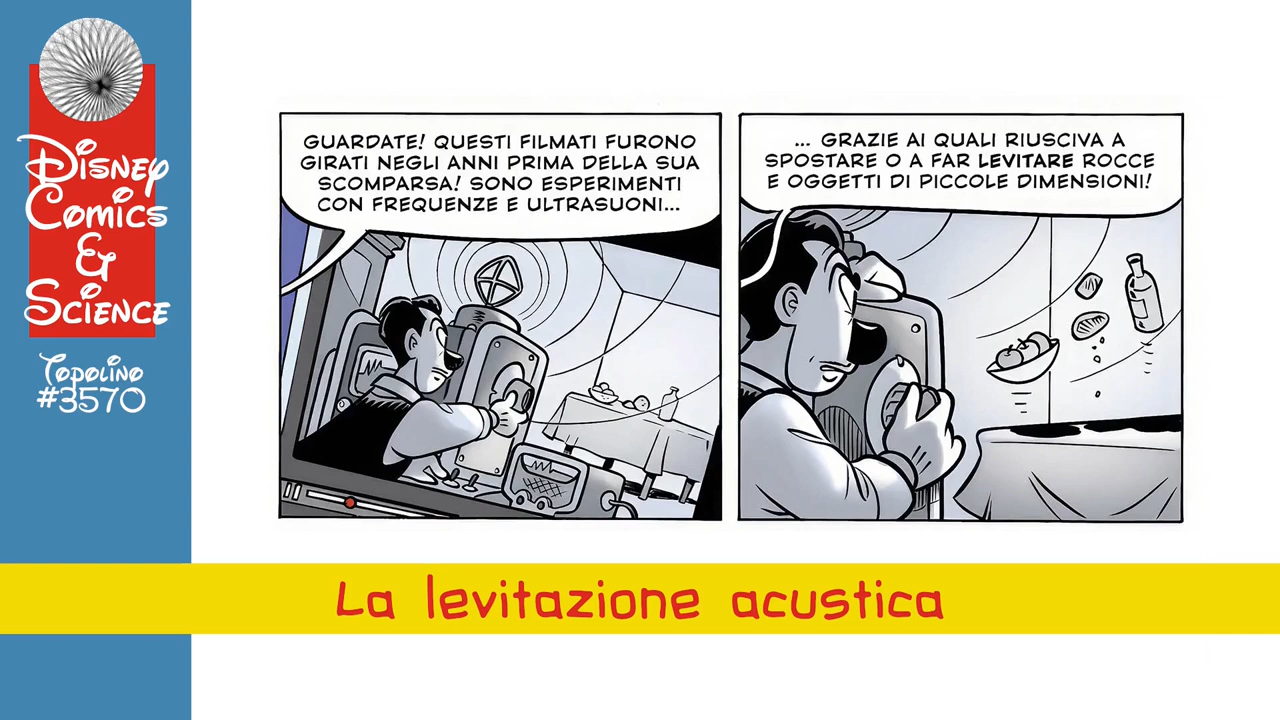 Disney
Comics
&
Science
Topolino
#3570
GUARDATE! QUESTI FILMATI FURONO
GIRATI NEGLI ANNI PRIMA DELLA SUA
SCOMPARSA! SONO ESPERIMENTI
CON FREQUENZE E ULTRASUONI...
... GRAZIE AI QUALI RIUSCIVA A
SPOSTARE O A FAR LEVITARE ROCCE
E OGGETTI DI PICCOLE DIMENSIONI!
La levitazione acustica